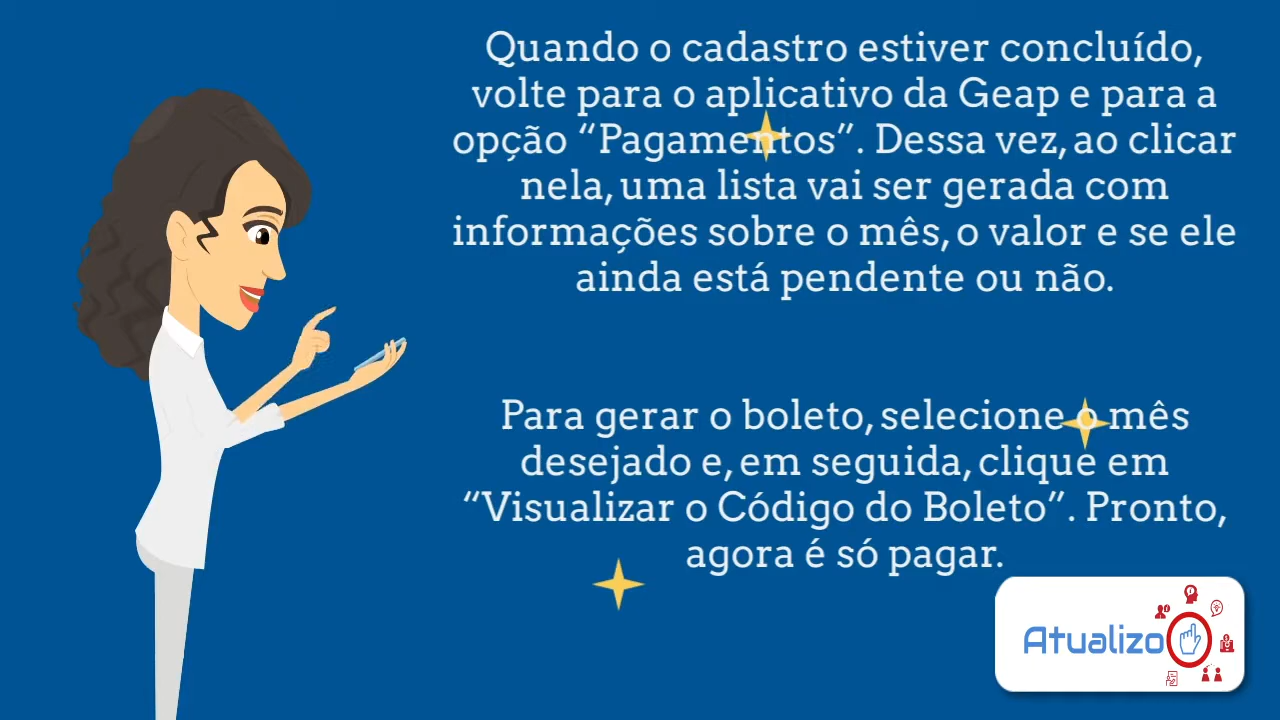 Quando o cadastro estiver concluído,
volte para o aplicativo da Geap e para a
opção “Pagamentos”. Dessa vez, ao clicar
nela, uma lista vai ser gerada com
informações sobre o mês, o valor e se ele
ainda está pendente ou não.
Para gerar o boleto, selecione o mês
desejado e, em seguida, clique em
“Visualizar o Código do Boleto”. Pronto,
agora é só pagar.
Atualizo